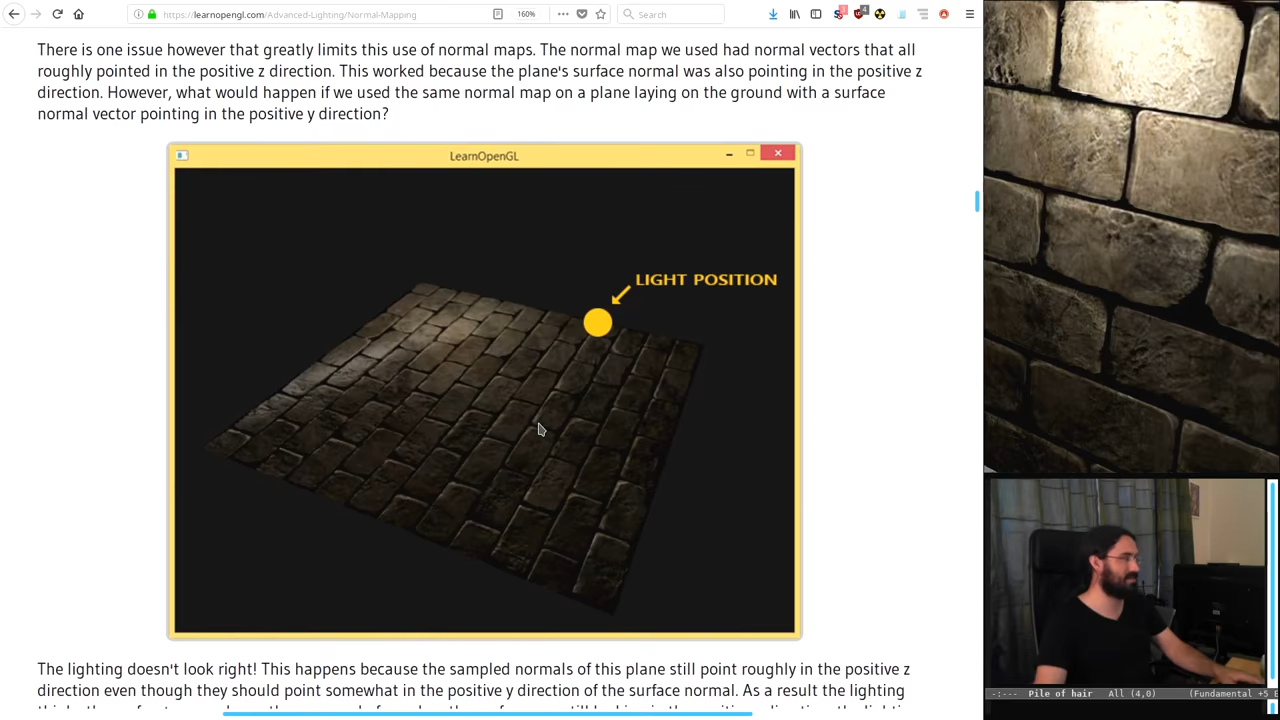 https://learnopengl.com/Advanced-Lighting/Normal-Mapping
160%
Search
4
There is one issue however that greatly limits this use of normal maps. The normal map we used had normal vectors that all
roughly pointed in the positive z direction. This worked because the plane's surface normal was also pointing in the positive z
direction. However, what would happen if we used the same normal map on a plane laying on the ground with a surface
normal vector pointing in the positive y direction?
LearnOpenGL
LIGHT POSITION
The lighting doesn't look right! This happens because the sampled normals of this plane still point roughly in the positive z
direction even though they should point somewhat in the positive y direction of the surface normal. As a result the lighting
-:--- Pile of hair All (4,0) (Fundamental +5 E